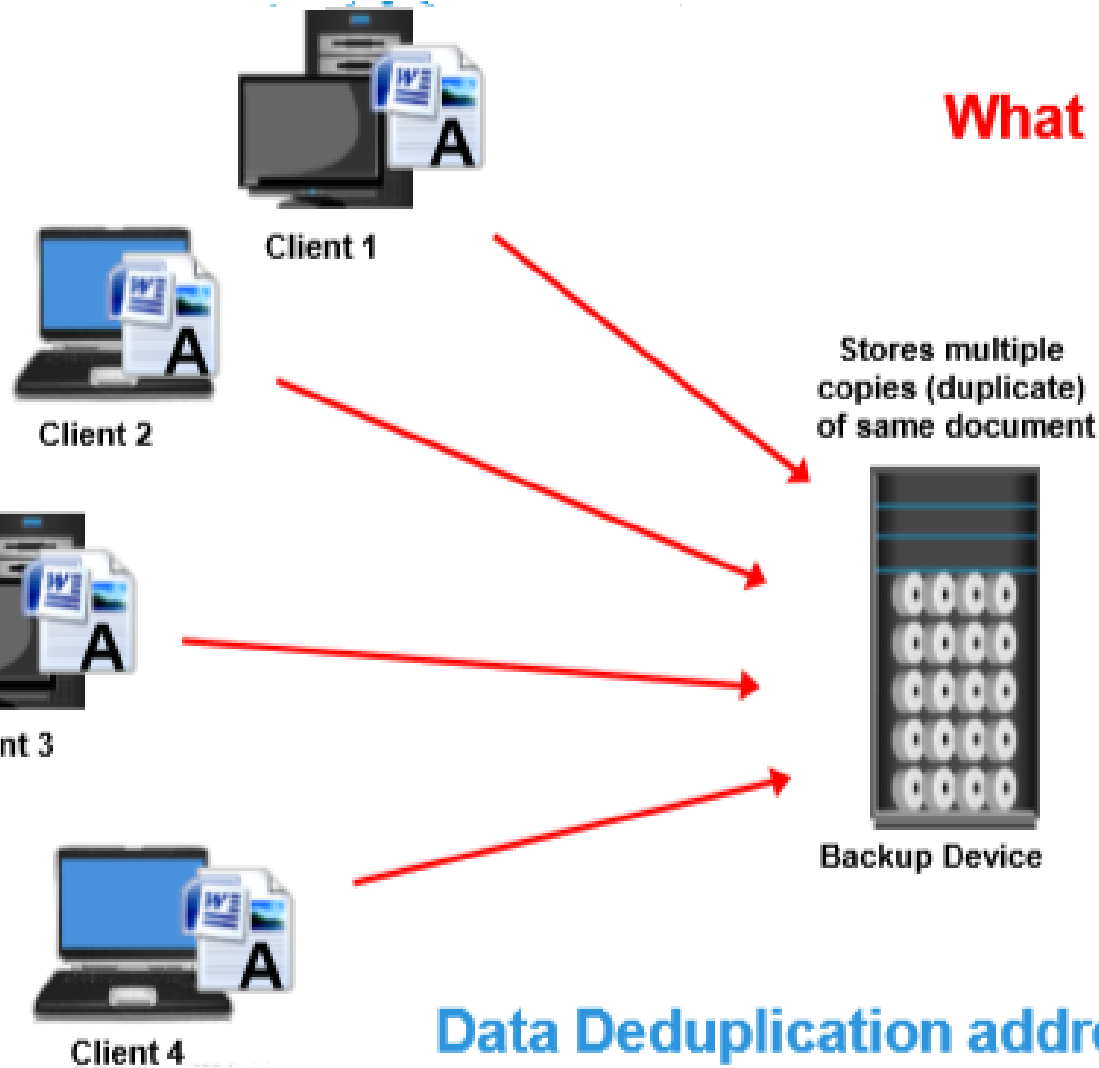 What
A
Client 1
W
A
Client 2
W
Stores multiple
copies (duplicate)
of same document
W
A
nt 3
Backup Device
W
A
Client 4
Data Deduplication addre